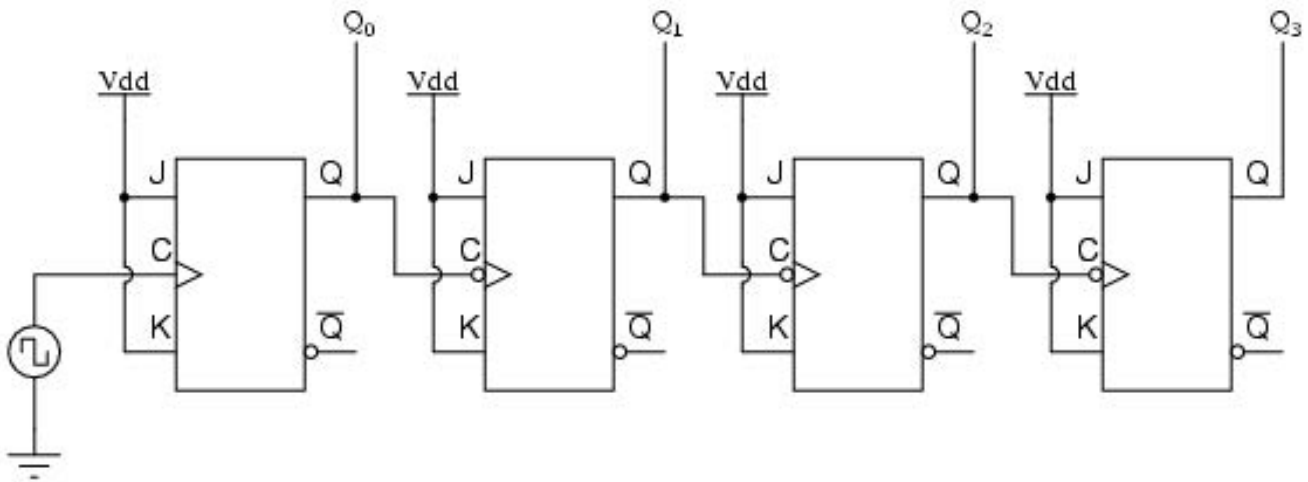 Q₀ Q₁ Q₂ Q₃
Vdd Vdd Vdd Vdd
J Q J Q J Q J Q
C C C C
K Q̅ K Q̅ K Q̅ K Q̅